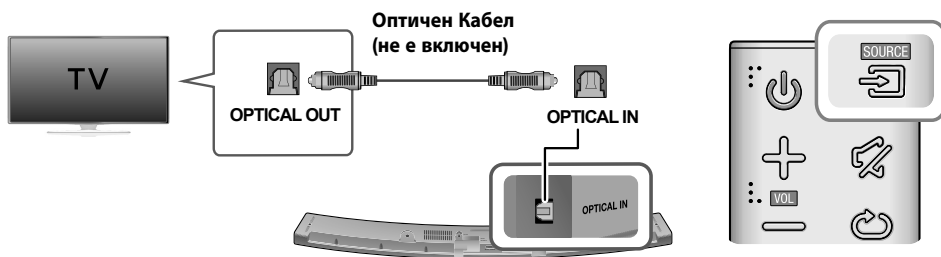 Оптичен Кабел
(не е включен)
TV
OPTICAL OUT
OPTICAL IN
OPTICAL IN
SOURCE
VOL